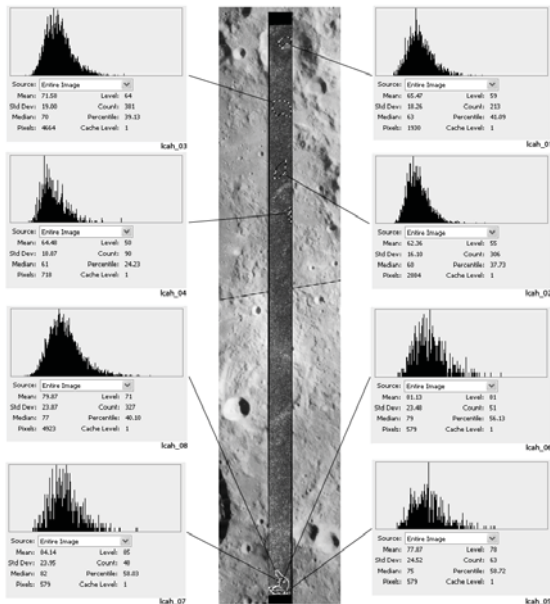 Source: Entire Image
Mean: 71.58 Level: 64
Std Dev: 19.00 Count: 381
Median: 70 Percentile: 39.13
Pixels: 4664 Cache Level: 1
lcah_03
Source: Entire Image
Mean: 65.47 Level: 59
Std Dev: 18.26 Count: 213
Median: 63 Percentile: 41.09
Pixels: 1930 Cache Level: 1
lcah_01
Source: Entire Image
Mean: 64.48 Level: 50
Std Dev: 18.87 Count: 90
Median: 61 Percentile: 24.23
Pixels: 718 Cache Level: 1
lcah_04
Source: Entire Image
Mean: 62.36 Level: 55
Std Dev: 16.18 Count: 306
Median: 60 Percentile: 37.73
Pixels: 2884 Cache Level: 1
lcah_02
Source: Entire Image
Mean: 79.87 Level: 71
Std Dev: 23.87 Count: 327
Median: 77 Percentile: 40.18
Pixels: 4923 Cache Level: 1
lcah_08
Source: Entire Image
Mean: 81.13 Level: 81
Std Dev: 23.48 Count: 51
Median: 79 Percentile: 56.13
Pixels: 579 Cache Level: 1
lcah_06
Source: Entire Image
Mean: 84.14 Level: 85
Std Dev: 23.95 Count: 48
Median: 82 Percentile: 58.03
Pixels: 579 Cache Level: 1
lcah_07
Source: Entire Image
Mean: 77.87 Level: 78
Std Dev: 24.52 Count: 63
Median: 75 Percentile: 58.72
Pixels: 579 Cache Level: 1
lcah_05